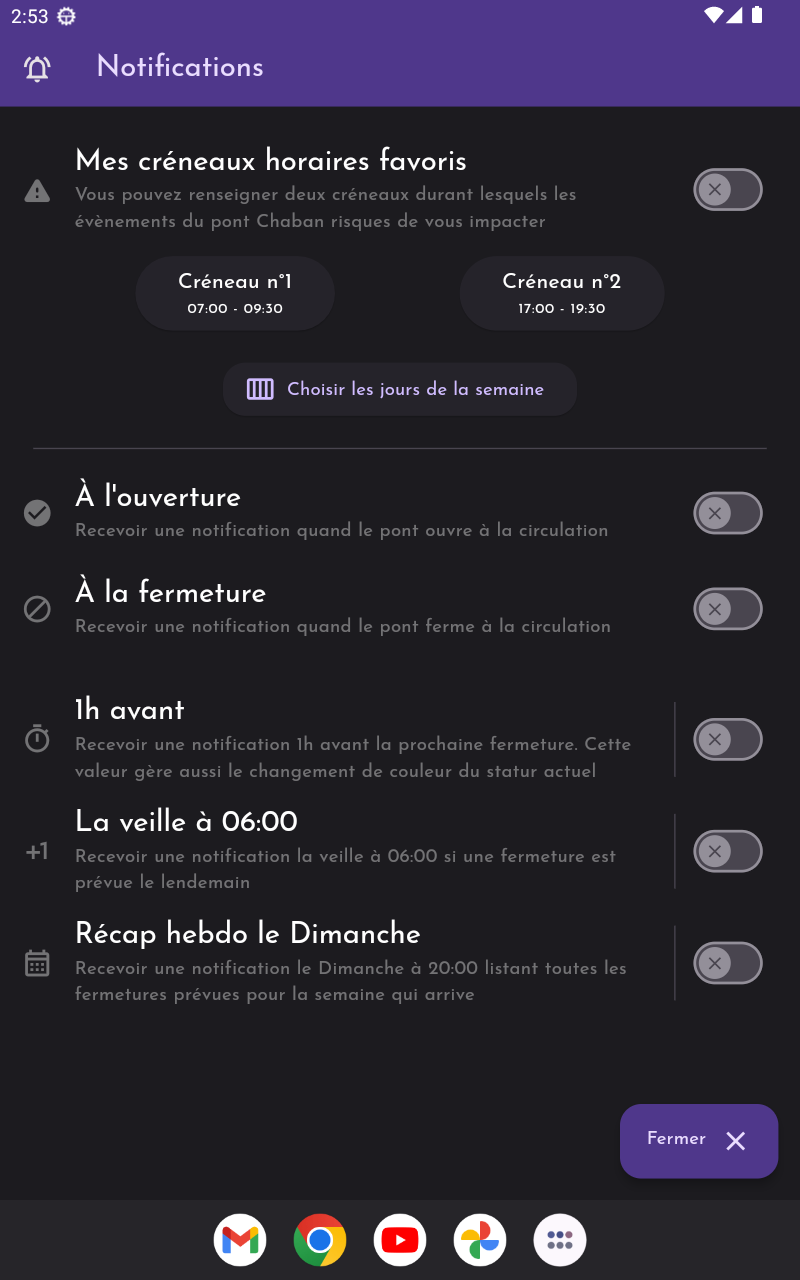 2:53
Notifications
Mes créneaux horaires favoris
Vous pouvez renseigner deux créneaux durant lesquels les
évènements du pont Chaban risques de vous impacter
Créneau n°1
07:00 - 09:30
Créneau n°2
17:00 - 19:30
Choisir les jours de la semaine
À l'ouverture
Recevoir une notification quand le pont ouvre à la circulation
À la fermeture
Recevoir une notification quand le pont ferme à la circulation
1h avant
Recevoir une notification 1h avant la prochaine fermeture. Cette
valeur gère aussi le changement de couleur du statur actuel
+1
La veille à 06:00
Recevoir une notification la veille à 06:00 si une fermeture est
prévue le lendemain
Récap hebdo le Dimanche
Recevoir une notification le Dimanche à 20:00 listant toutes les
fermetures prévues pour la semaine qui arrive
Fermer